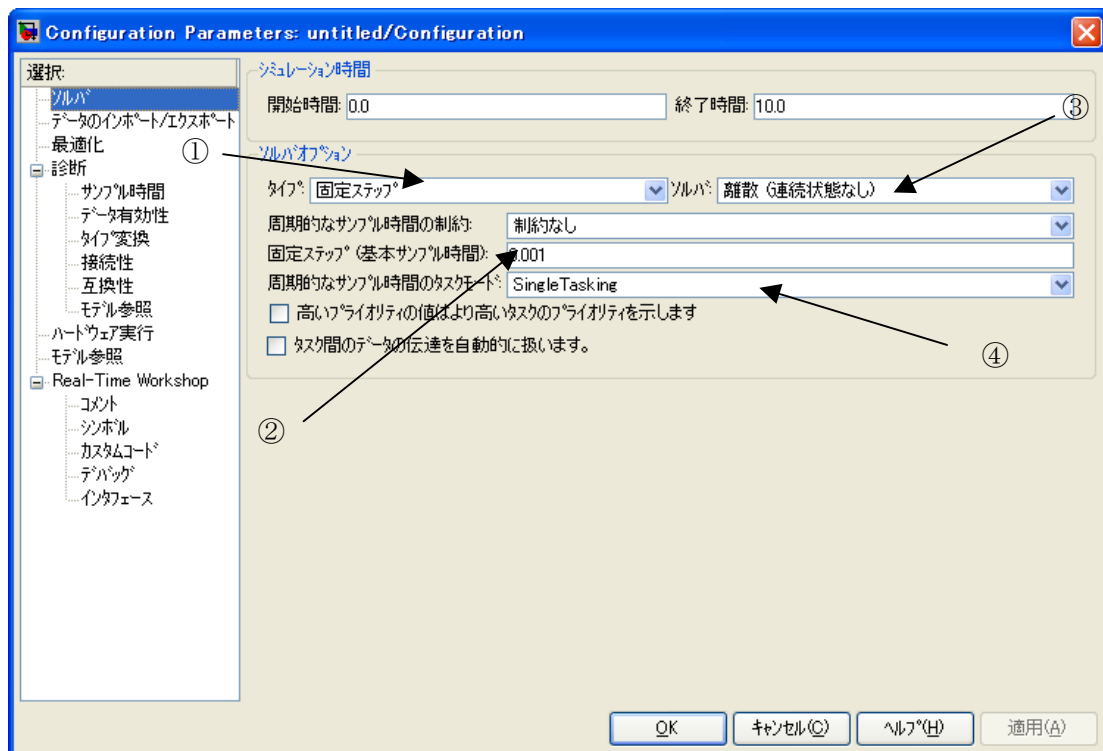 Configuration Parameters: untitled/Configuration
選択:
ソルバ
データのインポート/エクスポート
最適化
診断
サンプル時間
データ有効性
タイプ変換
接続性
互換性
モデル参照
ハードウェア実行
モデル参照
Real-Time Workshop
コメント
シンボル
カスタムコード
デバッグ
インタフェース
シミュレーション時間
開始時間: 0.0 終了時間: 10.0
③
ソルバオプション
①
タイプ: 固定ステップ ソルバ: 離散 (連続状態なし)
周期的なサンプル時間の制約: 制約なし
固定ステップ (基本サンプル時間): 0.001
周期的なサンプル時間のタスクモード: SingleTasking
高いプライオリティの値はより高いタスクのプライオリティを示します
タスク間のデータの伝達を自動的に扱います。
④
②
OK キャンセル(C) ヘルプ(H) 適用(A)